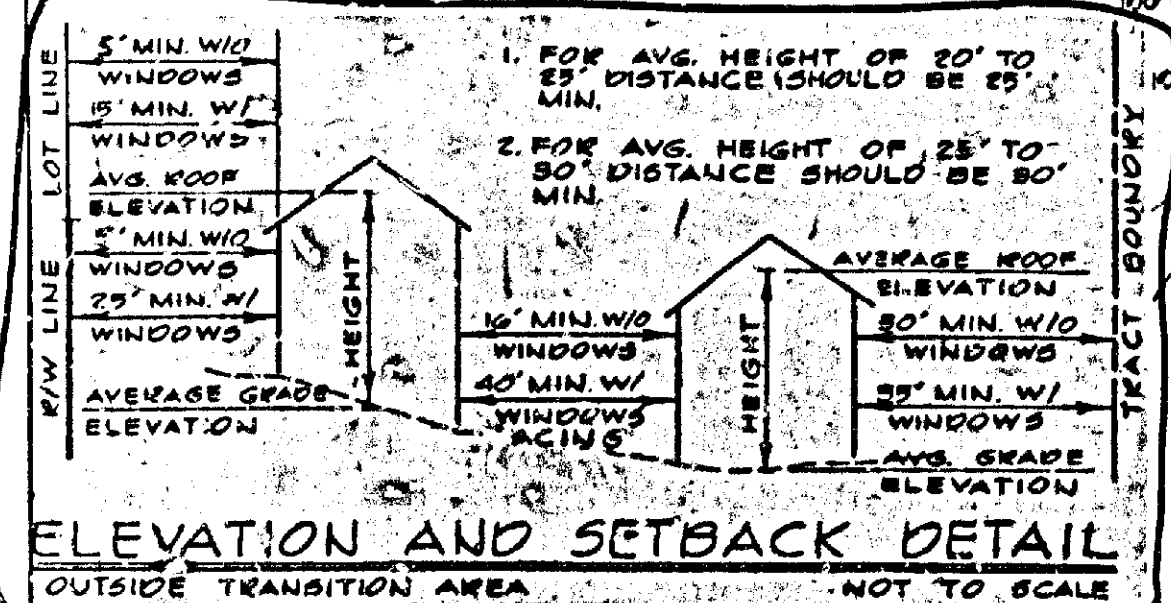 LOT LINE
5' MIN. W/O
WINDOWS
15' MIN. W/
WINDOWS
AVG. ROOF
ELEVATION
R/W LINE
5' MIN. W/O
WINDOWS
25' MIN. W/
WINDOWS
AVERAGE GRADE
ELEVATION
HEIGHT
1. FOR AVG. HEIGHT OF 20' TO
25' DISTANCE SHOULD BE 25'
MIN.
2. FOR AVG. HEIGHT OF 25' TO
30' DISTANCE SHOULD BE 30'
MIN.
16' MIN. W/O
WINDOWS
40' MIN. W/
WINDOWS
ACING
HEIGHT
AVERAGE ROOF
ELEVATION
MIN. W/O
WINDOWS
MIN. W/
WINDOWS
AVG. GRADE
ELEVATION
TRACT BOUNDRY
ELEVATION AND SETBACK DETAIL
OUTSIDE TRANSITION AREA
NOT TO SCALE